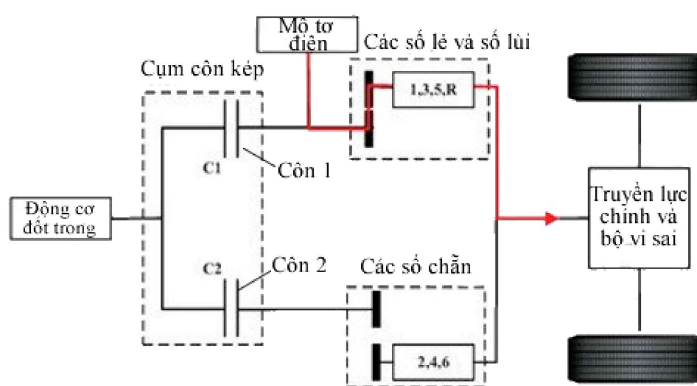 Mô tơ
điện
Các số lẻ và số lùi
Cụm côn kép
1,3,5,R
C1
Côn 1
Động cơ
đốt trong
Truyền lực
chính và
bộ vi sai
C2
Côn 2
Các số chẵn
2,4,6